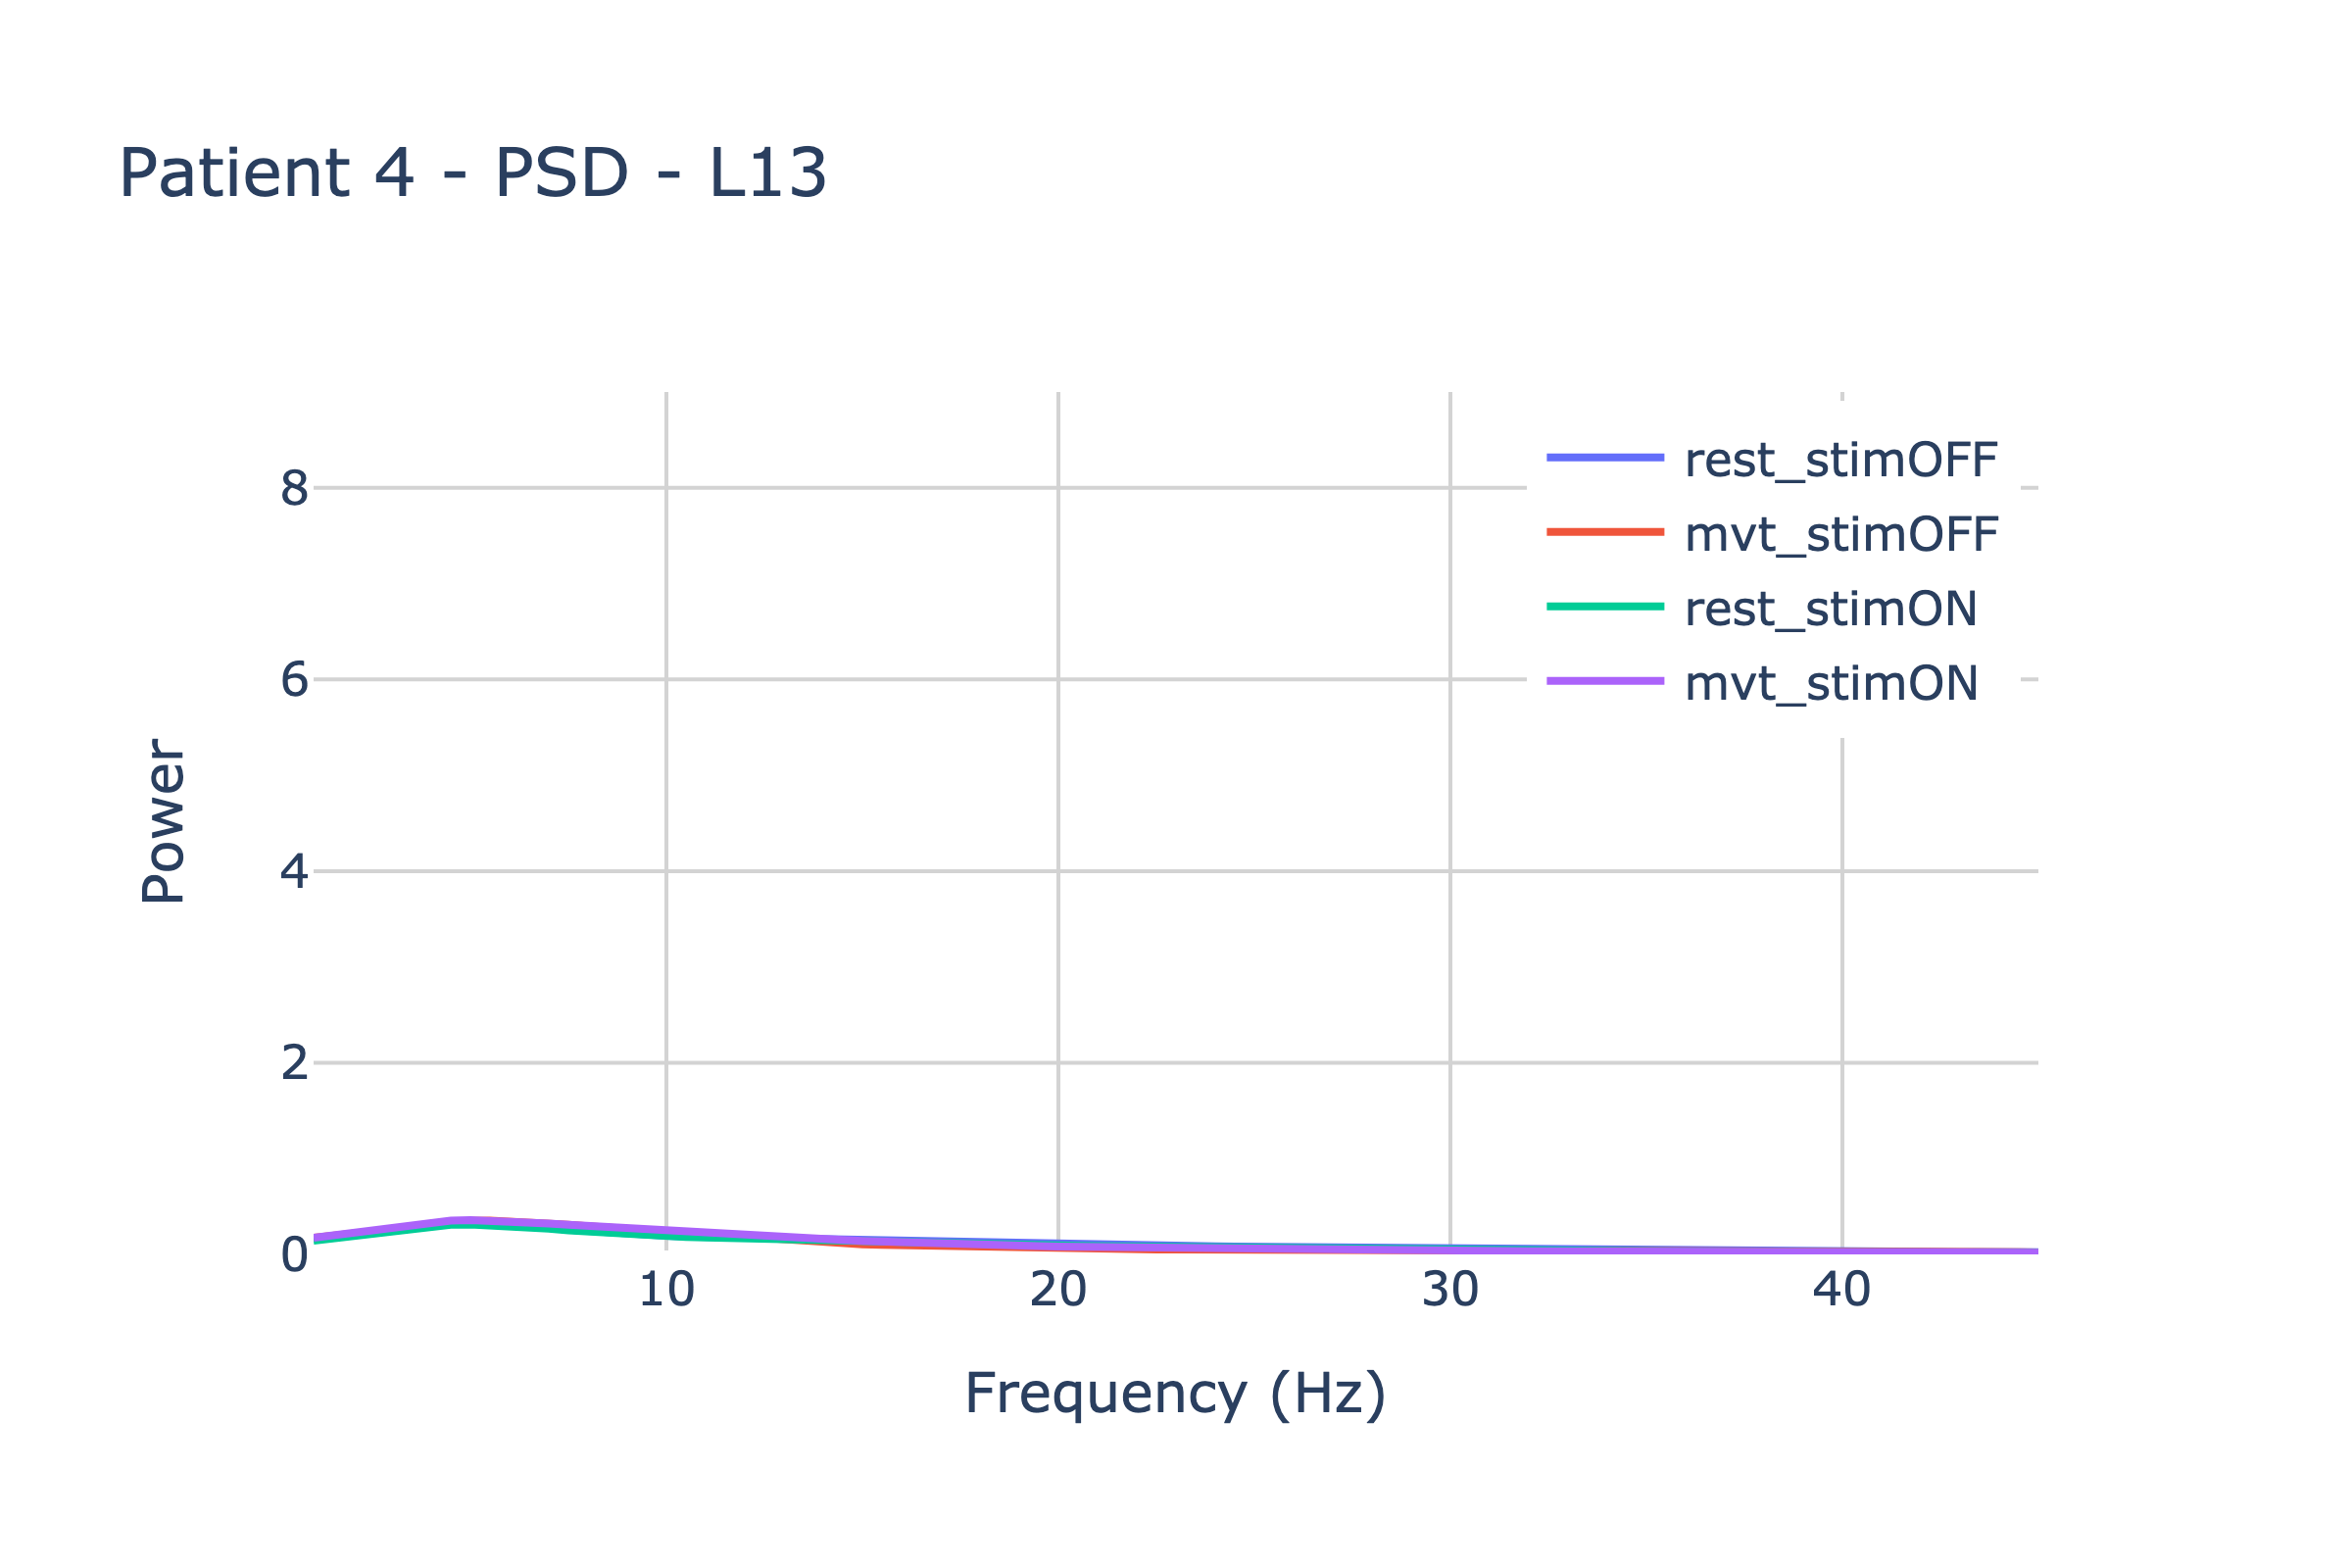 Patient 4 - PSD - L13
rest_stimOFF
mvt_stimOFF
rest_stimON
mvt_stimON
8
6
4
2
0
Power
10 20 30 40
Frequency (Hz)